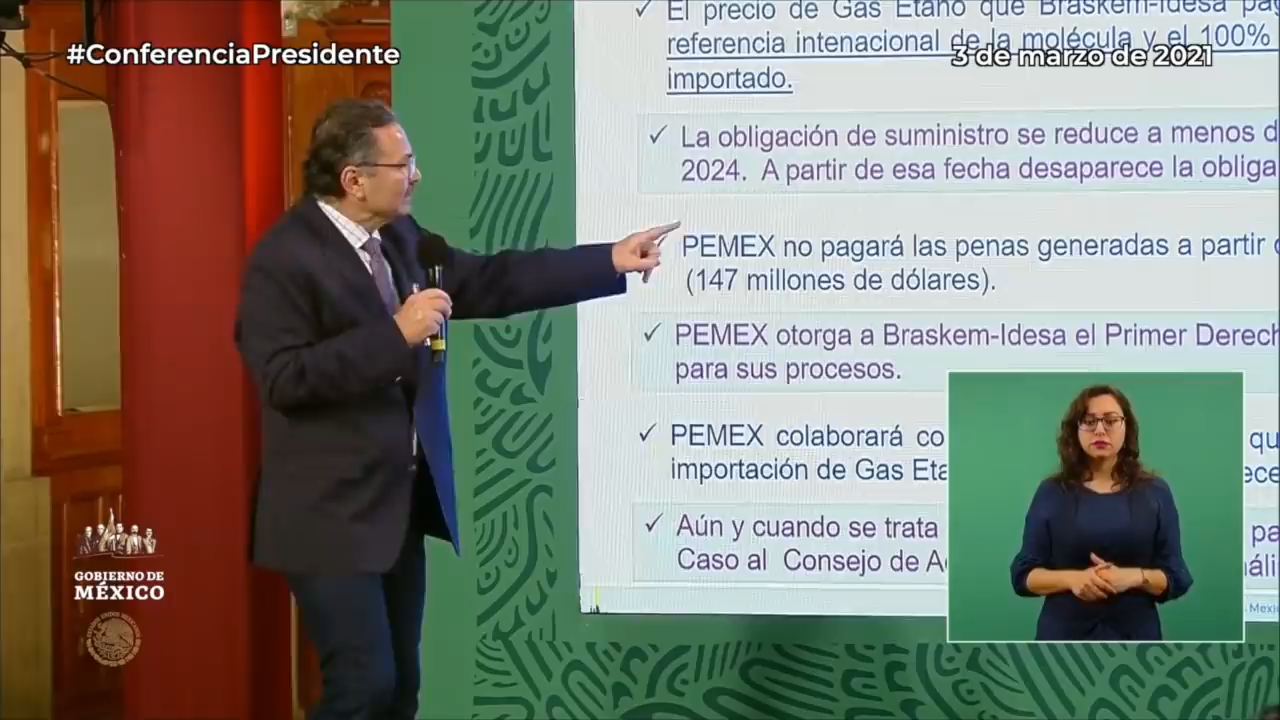 #ConferenciaPresidente
3 de marzo de 2021
✓ El precio de Gas Etano que Braskem-Idesa
referencia intenacional de la molécula y el 100%
importado.
✓ La obligación de suministro se reduce a menos
2024. A partir de esa fecha desaparece la
PEMEX no pagará las penas generadas a partir
(147 millones de dólares).
✓ PEMEX otorga a Braskem-Idesa el Primer
para sus procesos.
✓ PEMEX colaborará
importación de Gas
✓ Aún y cuando se trata
Caso al Consejo de
GOBIERNO DE
MÉXICO